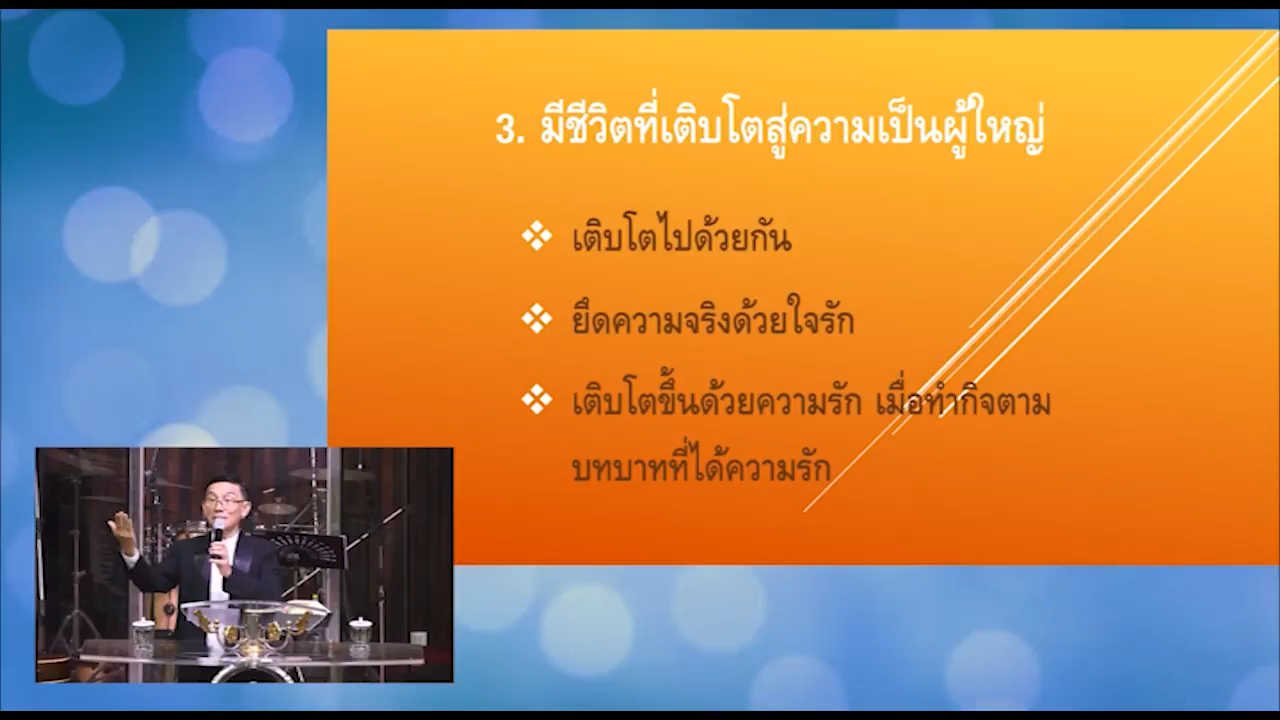 3. มีชีวิตที่เติบโตสู่ความเป็นผู้ใหญ่
❖ เติบโตไปด้วยกัน
❖ ยึดความจริงด้วยใจรัก
❖ เติบโตขึ้นด้วยความรัก เมื่อทำกิจตาม
บทบาทที่ได้ความรัก